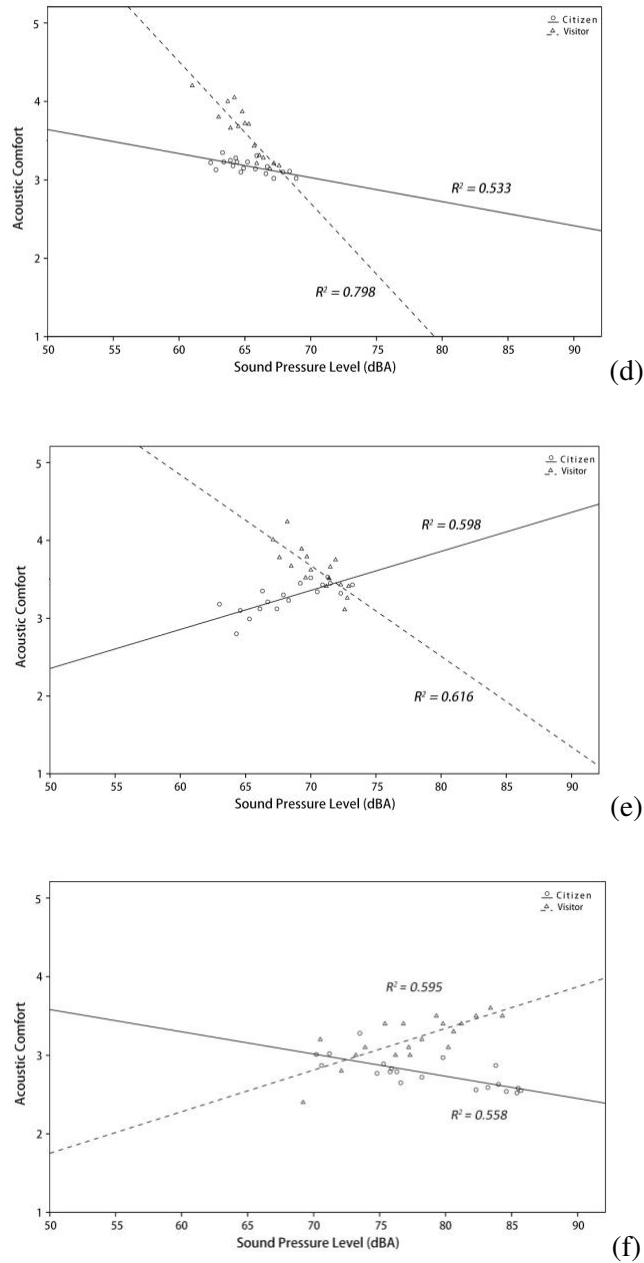 5
Citizen
Visitor
4
Acoustic Comfort
3
R² = 0.533
2
R² = 0.798
1
50 55 60 65 70 75 80 85 90
Sound Pressure Level (dBA)
(d)
5
Citizen
Visitor
R² = 0.598
4
Acoustic Comfort
3
2
R² = 0.616
1
50 55 60 65 70 75 80 85 90
Sound Pressure Level (dBA)
(e)
5
Citizen
Visitor
4
R² = 0.595
Acoustic Comfort
3
R² = 0.558
2
1
50 55 60 65 70 75 80 85 90
Sound Pressure Level (dBA)
(f)